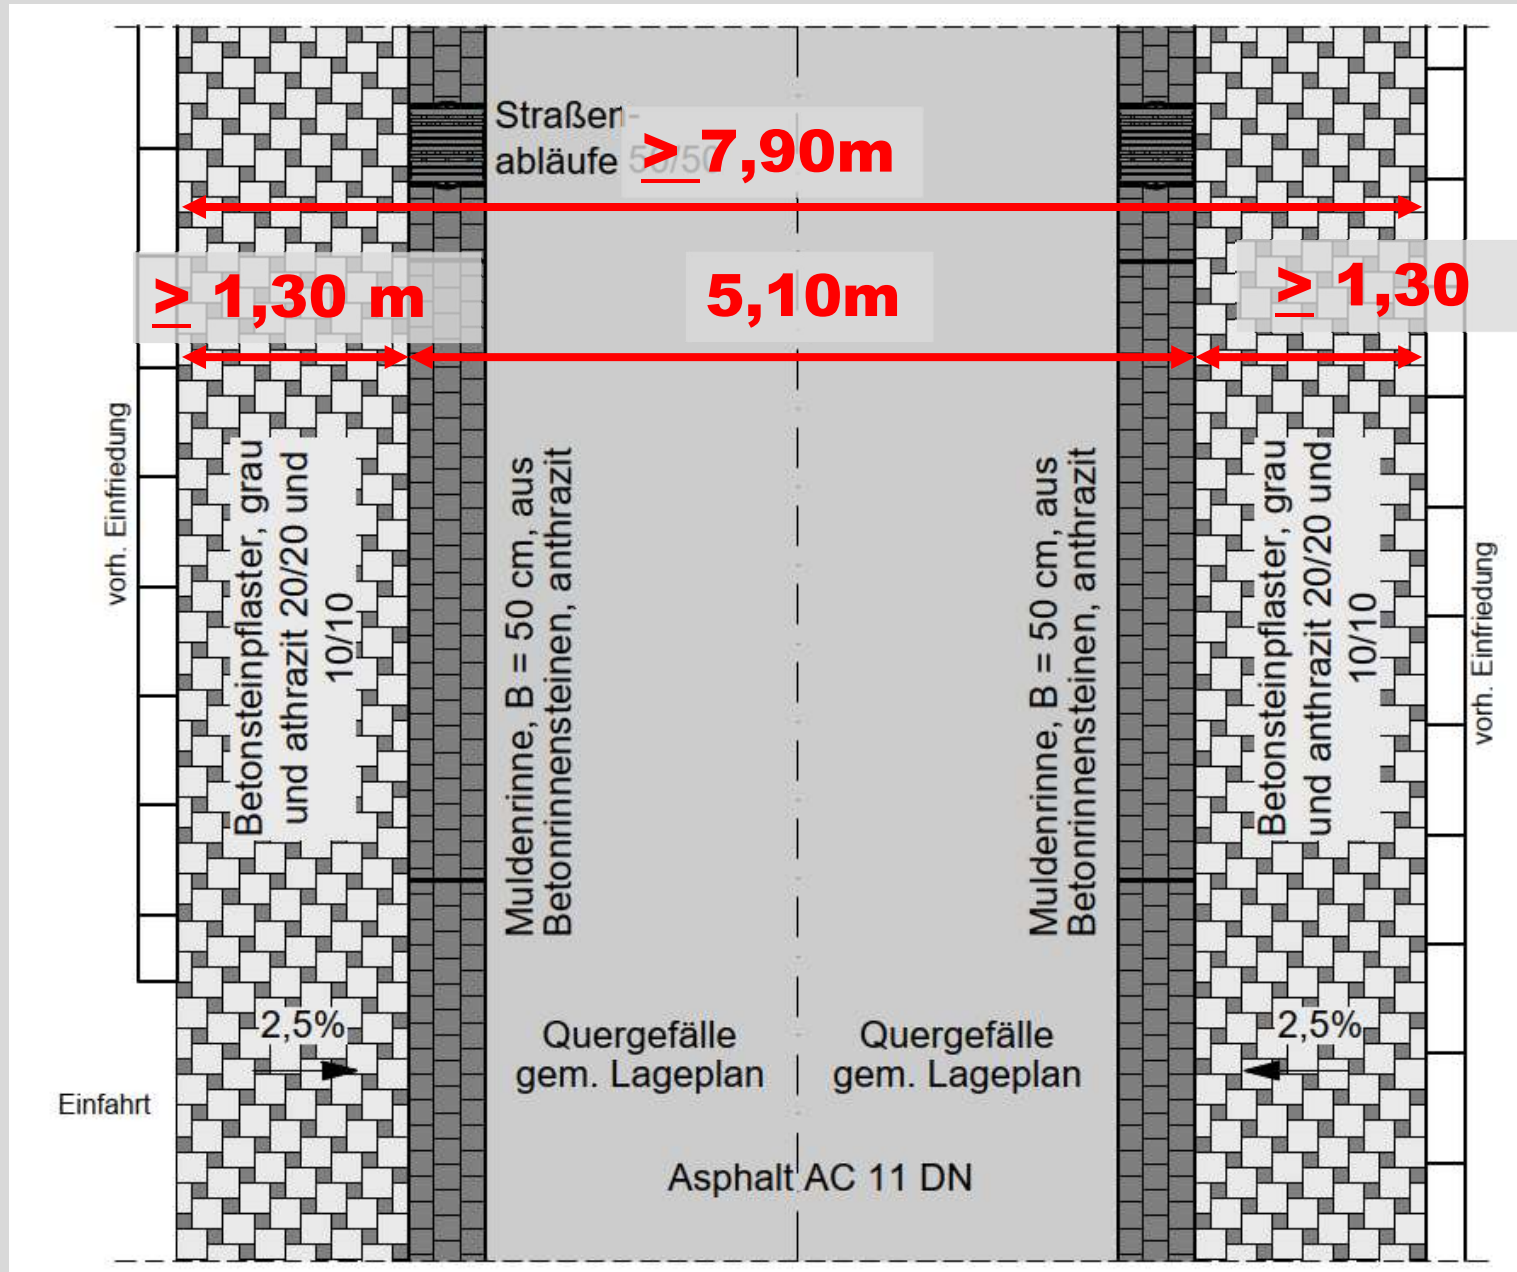 Straßen-
abläufe 50/50
≥ 7,90m
≥ 1,30 m
5,10m
≥ 1,30
vorh. Einfriedung
Betonsteinpflaster, grau
und athrazit 20/20 und
10/10
Muldenrinne, B = 50 cm, aus
Betonrinnensteinen, anthrazit
Muldenrinne, B = 50 cm, aus
Betonrinnensteinen, anthrazit
Betonsteinpflaster, grau
und anthrazit 20/20 und
10/10
vorh. Einfriedung
2,5%
Quergefälle
gem. Lageplan
Quergefälle
gem. Lageplan
2,5%
Einfahrt
Asphalt AC 11 DN